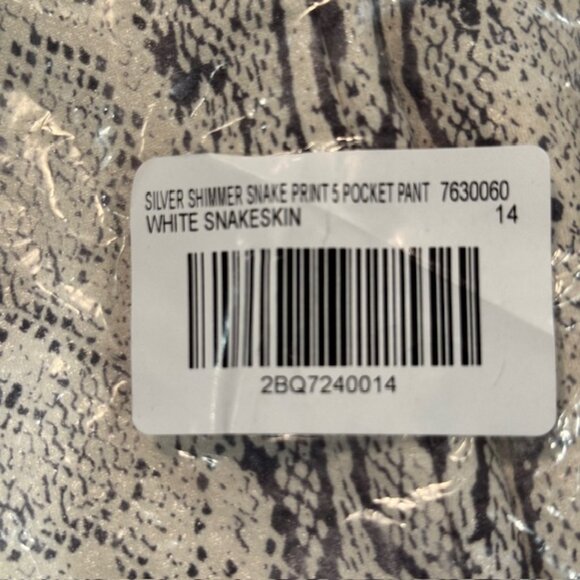 SILVER SHIMMER SNAKE PRINT 5 POCKET PANT 7630060
WHITE SNAKESKIN 14
2BQ7240014